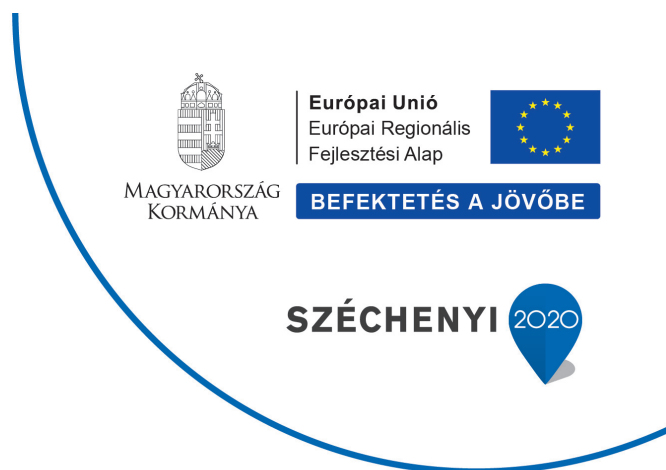 Európai Unió
Európai Regionális
Fejlesztési Alap
MAGYARORSZÁG
KORMÁNYA
BEFEKTETÉS A JÖVŐBE
SZÉCHENYI 2020